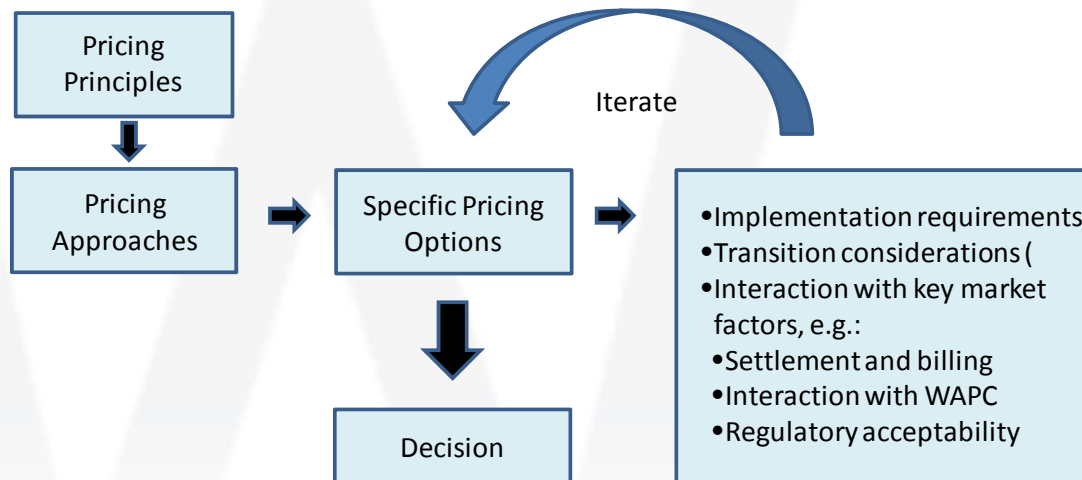 Pricing
Principles
Iterate
Pricing
Approaches
Specific Pricing
Options
•Implementation requirements
•Transition considerations (
•Interaction with key market
factors, e.g.:
•Settlement and billing
•Interaction with WAPC
•Regulatory acceptability
Decision